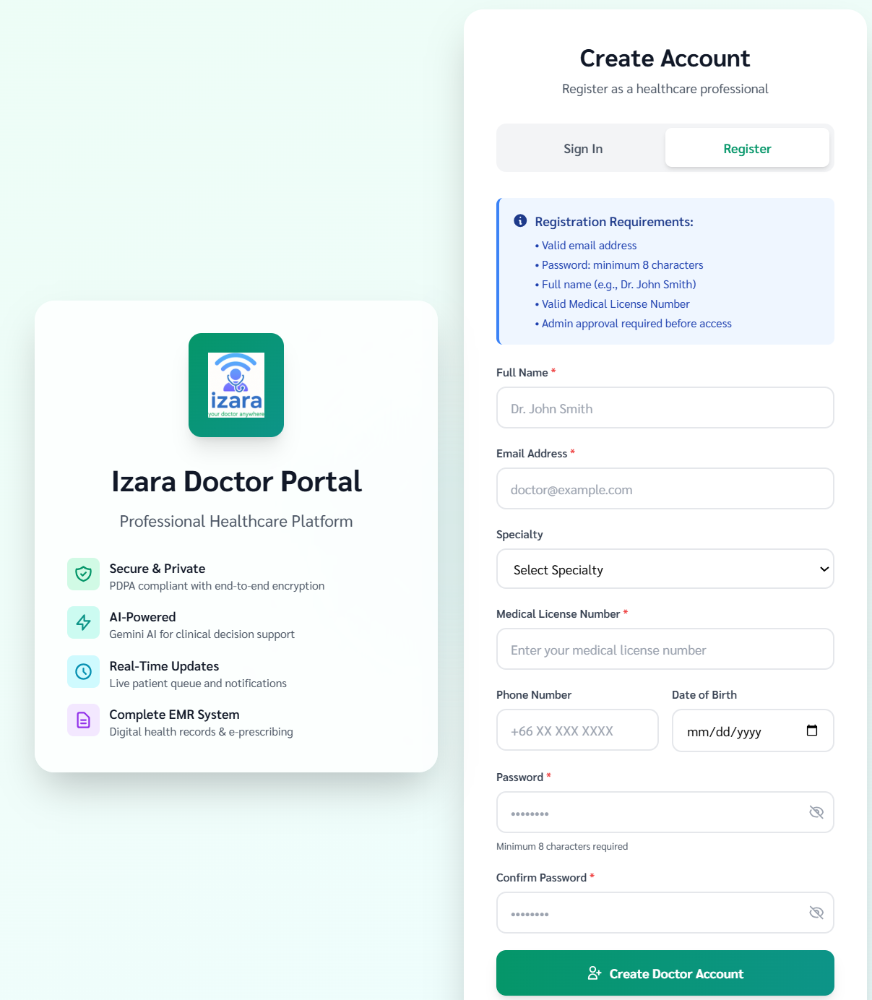 izara
your doctor anywhere
Izara Doctor Portal
Professional Healthcare Platform
Secure & Private
PDPA compliant with end-to-end encryption
AI-Powered
Gemini AI for clinical decision support
Real-Time Updates
Live patient queue and notifications
Complete EMR System
Digital health records & e-prescribing
Create Account
Register as a healthcare professional
Sign In
Register
Registration Requirements:
• Valid email address
• Password: minimum 8 characters
• Full name (e.g., Dr. John Smith)
• Valid Medical License Number
• Admin approval required before access
Full Name *
Dr. John Smith
Email Address *
doctor@example.com
Specialty
Select Specialty
Medical License Number *
Enter your medical license number
Phone Number
+66 XX XXX XXXX
Date of Birth
mm/dd/yyyy
Password *
••••••••
Minimum 8 characters required
Confirm Password *
••••••••
Create Doctor Account